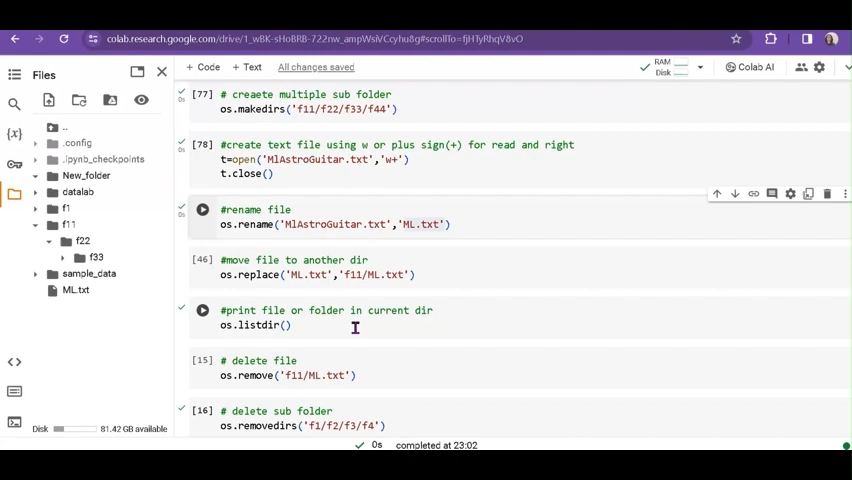 colab.research.google.com/drive/1_wBK-sHoBRB-722nw_ampWsiVCcyhu8g#scrollTo=fjHTyRhqV8vO
Files
+ Code + Text All changes saved
RAM
Disk
Colab AI
..
.config
.ipynb_checkpoints
New_folder
datalab
f1
f11
f22
f33
sample_data
ML.txt
Disk 81.42 GB available
[77] # creaete multiple sub folder
0s os.makedirs('f11/f22/f33/f44')
[78] #create text file using w or plus sign(+) for read and right
0s t=open('MlAstroGuitar.txt','w+')
t.close()
#rename file
0s os.rename('MlAstroGuitar.txt','ML.txt')
[46] #move file to another dir
os.replace('ML.txt','f11/ML.txt')
#print file or folder in current dir
os.listdir()
[15] # delete file
os.remove('f11/ML.txt')
[16] # delete sub folder
0s os.removedirs('f1/f2/f3/f4')
0s completed at 23:02